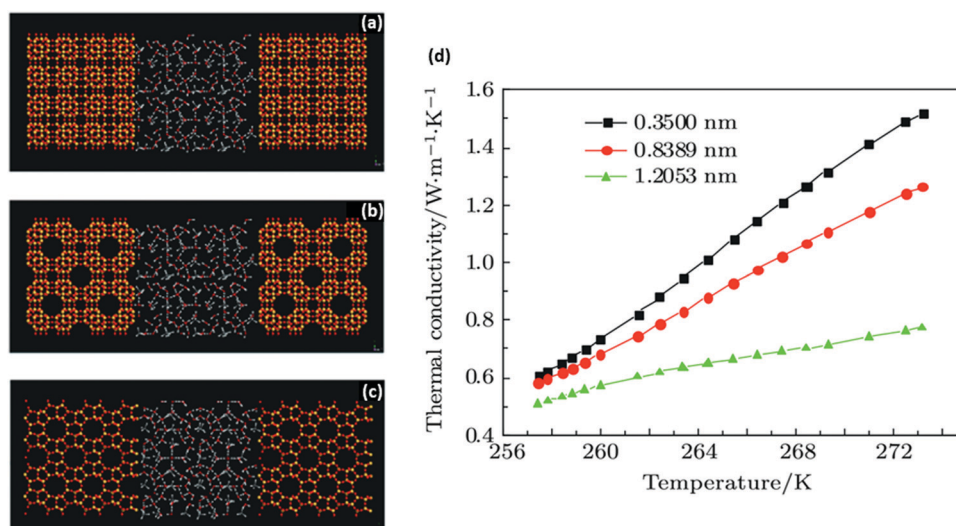 (a)
(b)
(c)
(d)
Thermal conductivity/W·m⁻¹·K⁻¹
1.6
1.4
1.2
1.0
0.8
0.6
0.4
0.3500 nm
0.8389 nm
1.2053 nm
256 260 264 268 272
Temperature/K